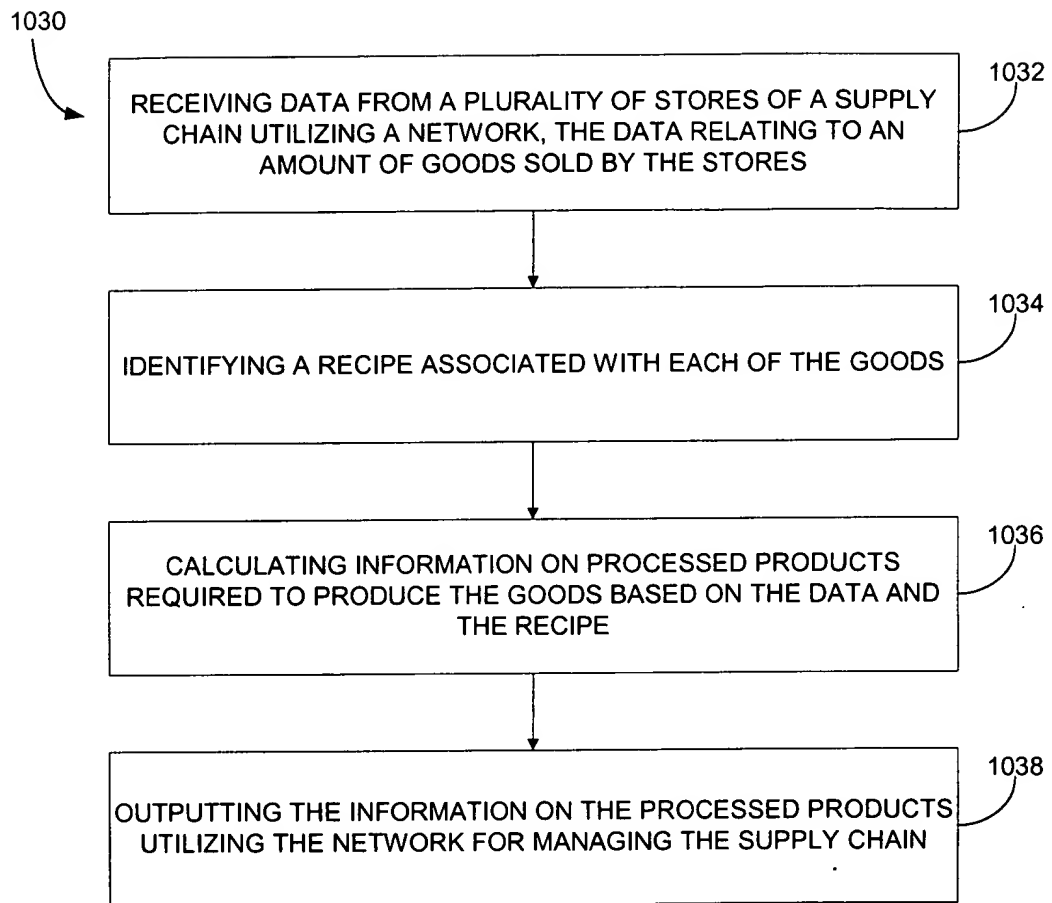 1030
1032
RECEIVING DATA FROM A PLURALITY OF STORES OF A SUPPLY
CHAIN UTILIZING A NETWORK, THE DATA RELATING TO AN
AMOUNT OF GOODS SOLD BY THE STORES
1034
IDENTIFYING A RECIPE ASSOCIATED WITH EACH OF THE GOODS
1036
CALCULATING INFORMATION ON PROCESSED PRODUCTS
REQUIRED TO PRODUCE THE GOODS BASED ON THE DATA AND
THE RECIPE
1038
OUTPUTTING THE INFORMATION ON THE PROCESSED PRODUCTS
UTILIZING THE NETWORK FOR MANAGING THE SUPPLY CHAIN